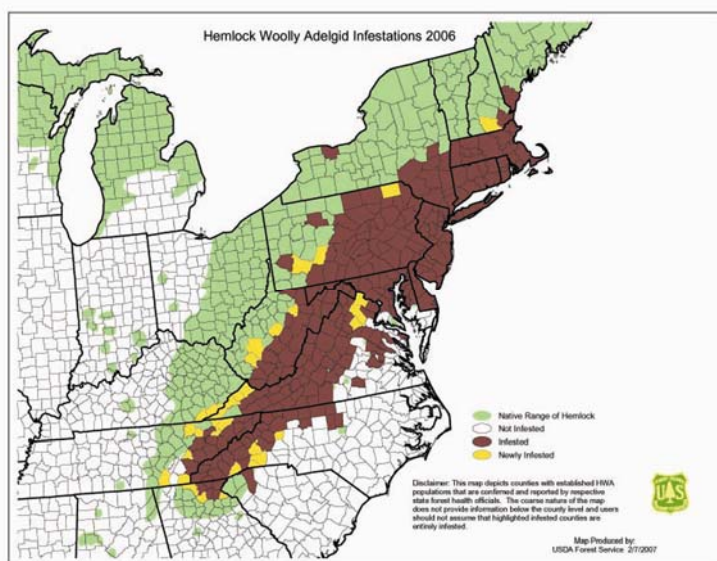 Hemlock Woolly Adelgid Infestations 2006
Native Range of Hemlock
Not Infested
Infested
Newly Infested
Disclaimer: This map depicts counties with established HWA
populations that are confirmed and reported by respective
state forest health officials. The coarse nature of the map
does not provide information below the county level and users
should not assume that highlighted infested counties are
entirely infested.
UAS
Map Produced by:
USDA Forest Service 2/7/2007